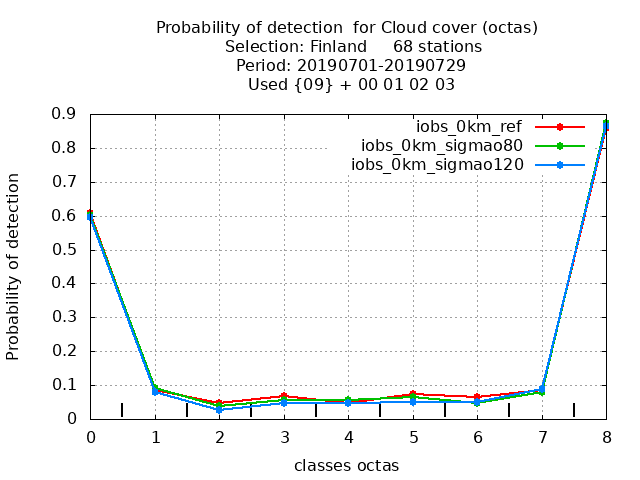 Probability of detection  for Cloud cover (octas)
Selection: Finland     68 stations
Period: 20190701-20190729
Used {09} + 00 01 02 03
iobs_0km_ref
iobs_0km_sigmao80
iobs_0km_sigmao120
Probability of detection
0.9
0.8
0.7
0.6
0.5
0.4
0.3
0.2
0.1
0
0 1 2 3 4 5 6 7 8
classes octas